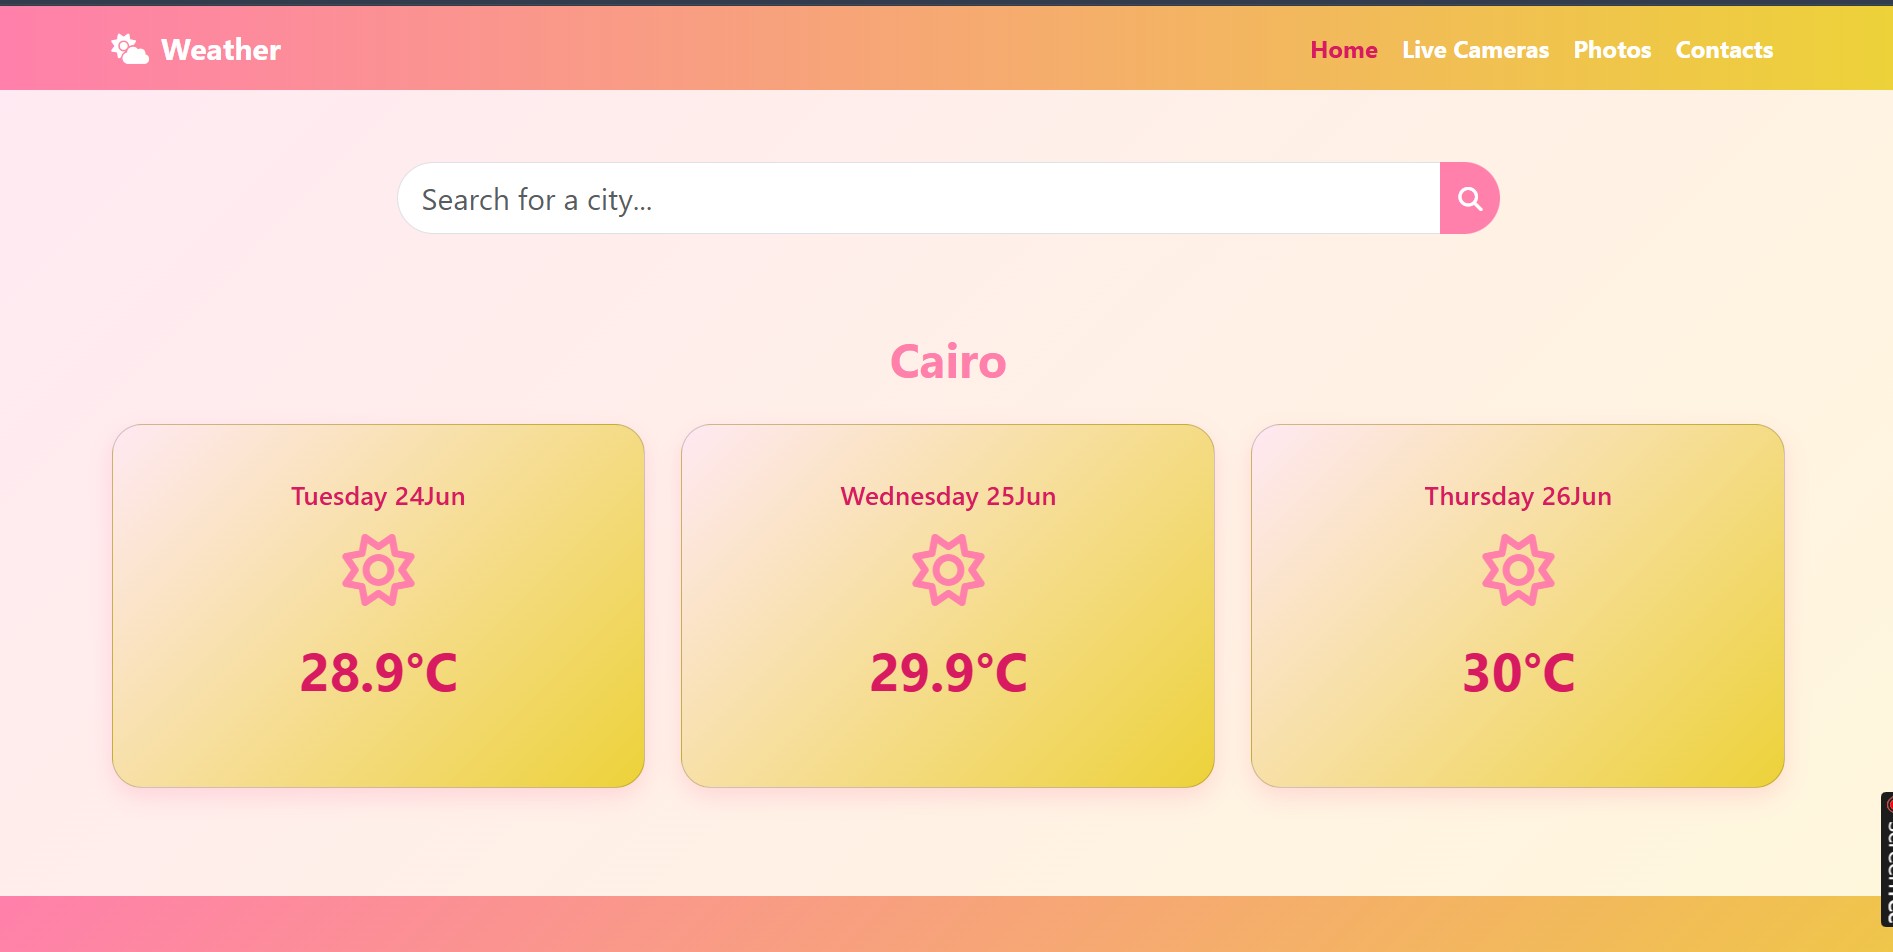 Weather
Home Live Cameras Photos Contacts
Search for a city...
Cairo
Tuesday 24Jun
28.9°C
Wednesday 25Jun
29.9°C
Thursday 26Jun
30°C